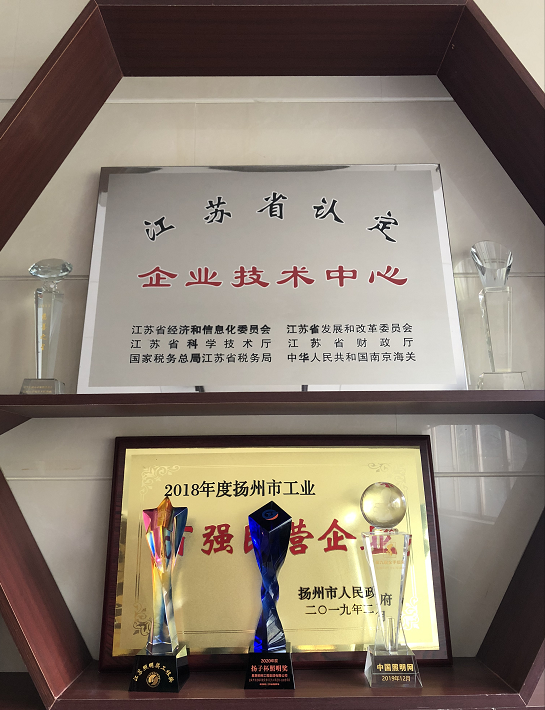 江苏省认定
企业技术中心
江苏省经济和信息化委员会 江苏省发展和改革委员会
江苏省科学技术厅 江苏省财政厅
国家税务总局江苏省税务局 中华人民共和国南京海关
2018年度扬州市工业
强民营企业
扬州市人民政府
二〇一九年二
2020年度
扬子杯照明奖
中国照明网
2019年12月